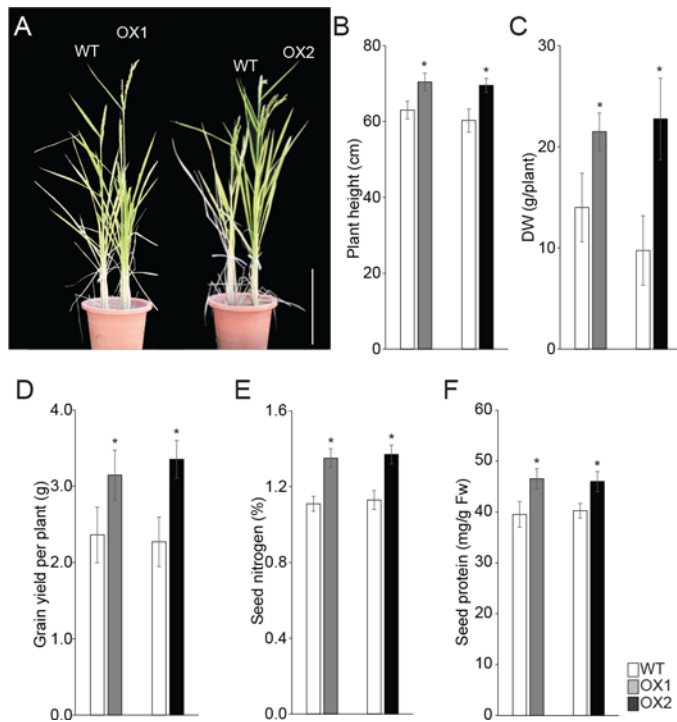 A
WT
OX1
WT
OX2
B
Plant height (cm)
80
60
40
20
0
*
*
C
DW (g/plant)
30
20
10
0
*
*
D
Grain yield per plant (g)
4.0
3.0
2.0
1.0
0.0
*
*
E
Seed nitrogen (%)
1.6
1.2
0.8
0.4
0.0
*
*
F
Seed protein (mg/g Fw)
60
50
40
30
20
10
0
*
*
WT
OX1
OX2